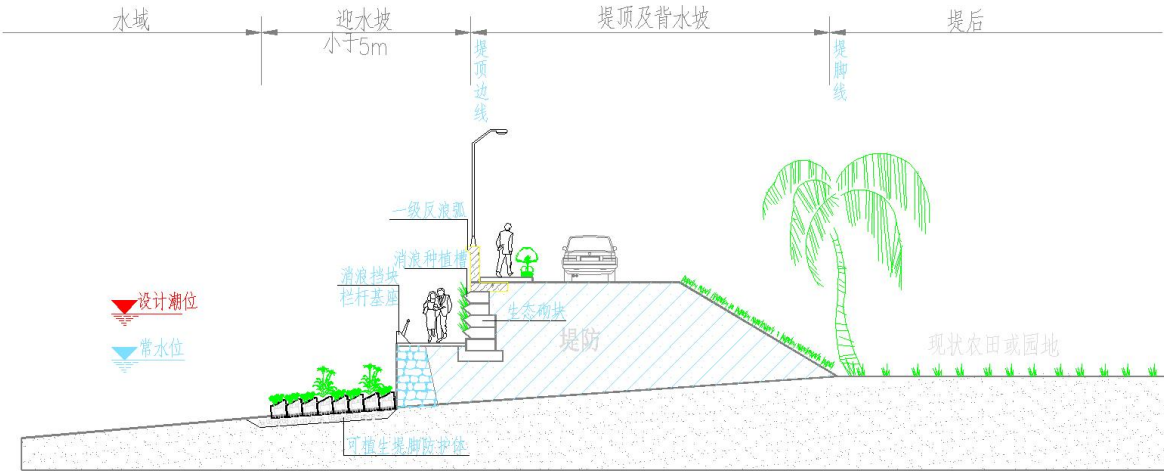 水域
迎水坡
小于5m
堤顶及背水坡
堤后
堤顶边线
堤脚线
一级反浪弧
消浪种植槽
消浪挡块
栏杆基座
设计潮位
生态砌块
堤防
常水位
现状农田或园地
可植生堤脚防护体